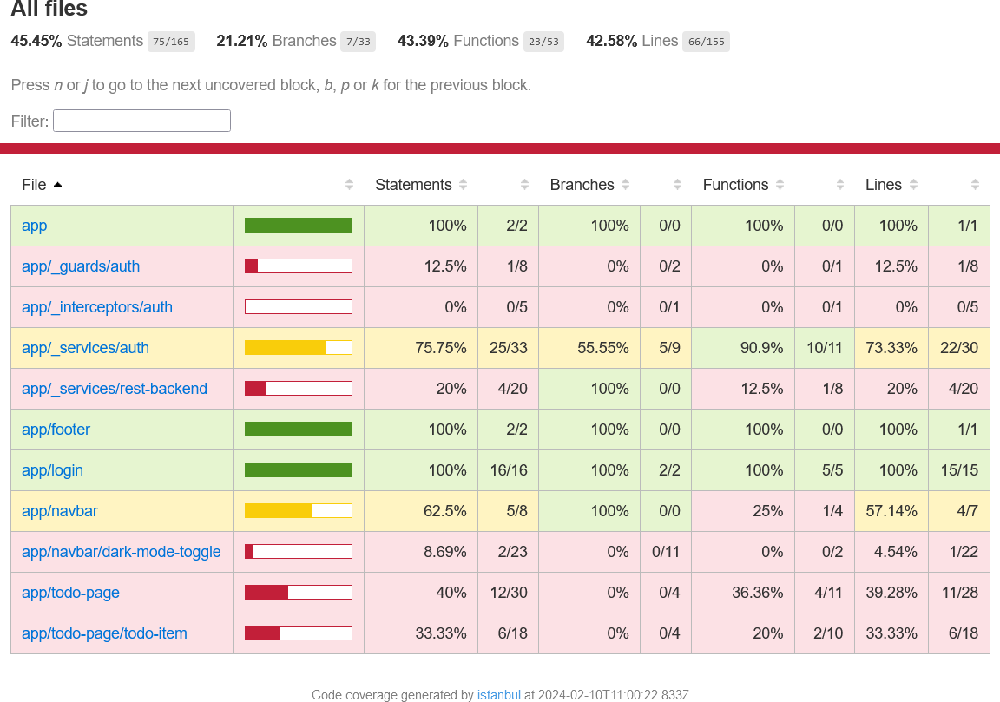 All files
45.45% Statements 75/165 21.21% Branches 7/33 43.39% Functions 23/53 42.58% Lines 66/155
Press n or j to go to the next uncovered block, b, p or k for the previous block.
Filter:
File Statements Branches Functions Lines
app 100% 2/2 100% 0/0 100% 0/0 100% 1/1
app/_guards/auth 12.5% 1/8 0% 0/2 0% 0/1 12.5% 1/8
app/_interceptors/auth 0% 0/5 0% 0/1 0% 0/1 0% 0/5
app/_services/auth 75.75% 25/33 55.55% 5/9 90.9% 10/11 73.33% 22/30
app/_services/rest-backend 20% 4/20 100% 0/0 12.5% 1/8 20% 4/20
app/footer 100% 2/2 100% 0/0 100% 0/0 100% 1/1
app/login 100% 16/16 100% 2/2 100% 5/5 100% 15/15
app/navbar 62.5% 5/8 100% 0/0 25% 1/4 57.14% 4/7
app/navbar/dark-mode-toggle 8.69% 2/23 0% 0/11 0% 0/2 4.54% 1/22
app/todo-page 40% 12/30 0% 0/4 36.36% 4/11 39.28% 11/28
app/todo-page/todo-item 33.33% 6/18 0% 0/4 20% 2/10 33.33% 6/18
Code coverage generated by istanbul at 2024-02-10T11:00:22.833Z